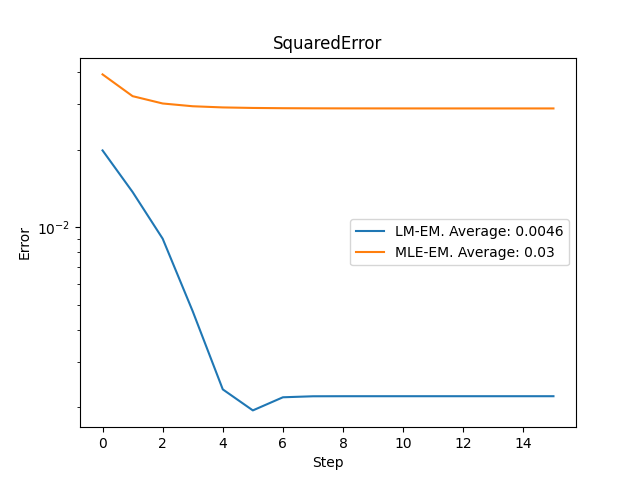 SquaredError
Error
10⁻²
LM-EM. Average: 0.0046
MLE-EM. Average: 0.03
0 2 4 6 8 10 12 14
Step